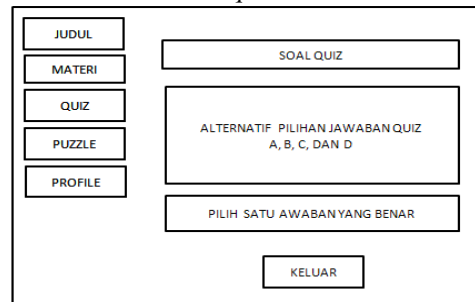 JUDUL
MATERI
QUIZ
PUZZLE
PROFILE
SOAL QUIZ
ALTERNATIF PILIHAN JAWABAN QUIZ
A, B, C, DAN D
PILIH SATU AWABAN YANG BENAR
KELUAR